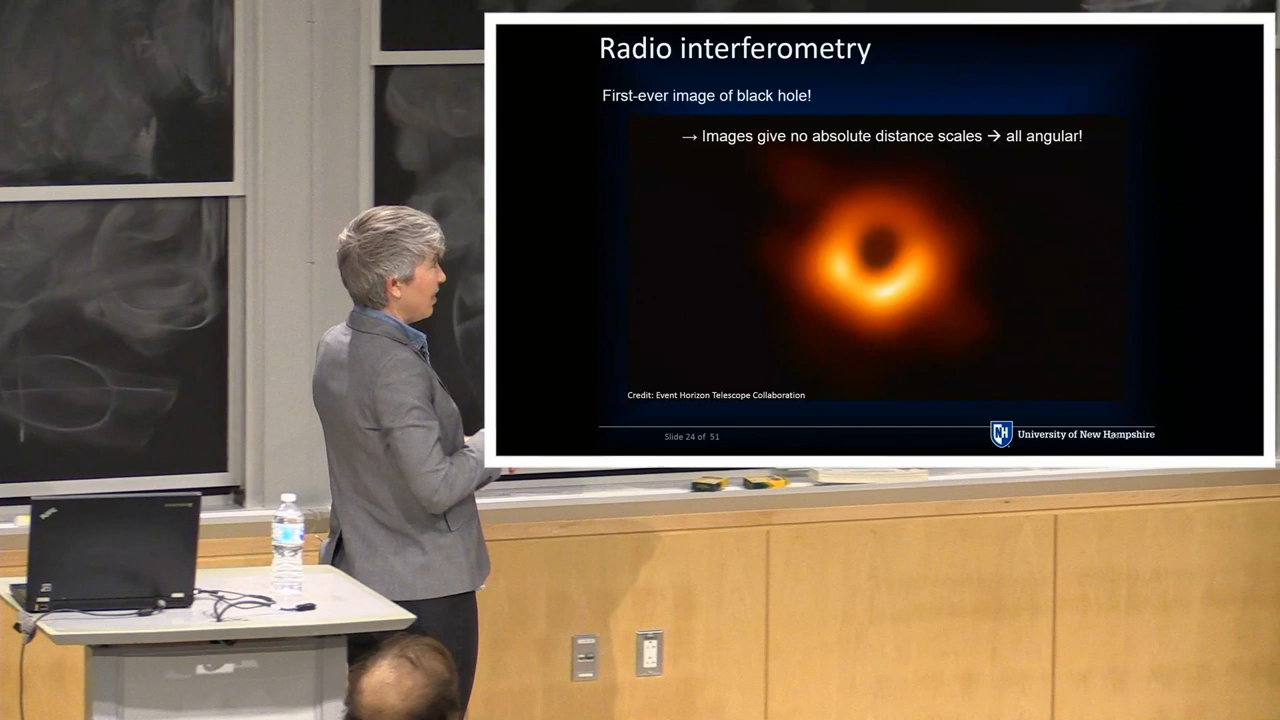 Radio interferometry
First-ever image of black hole!
→ Images give no absolute distance scales → all angular!
Credit: Event Horizon Telescope Collaboration
Slide 24 of 51
NH
University of New Hampshire